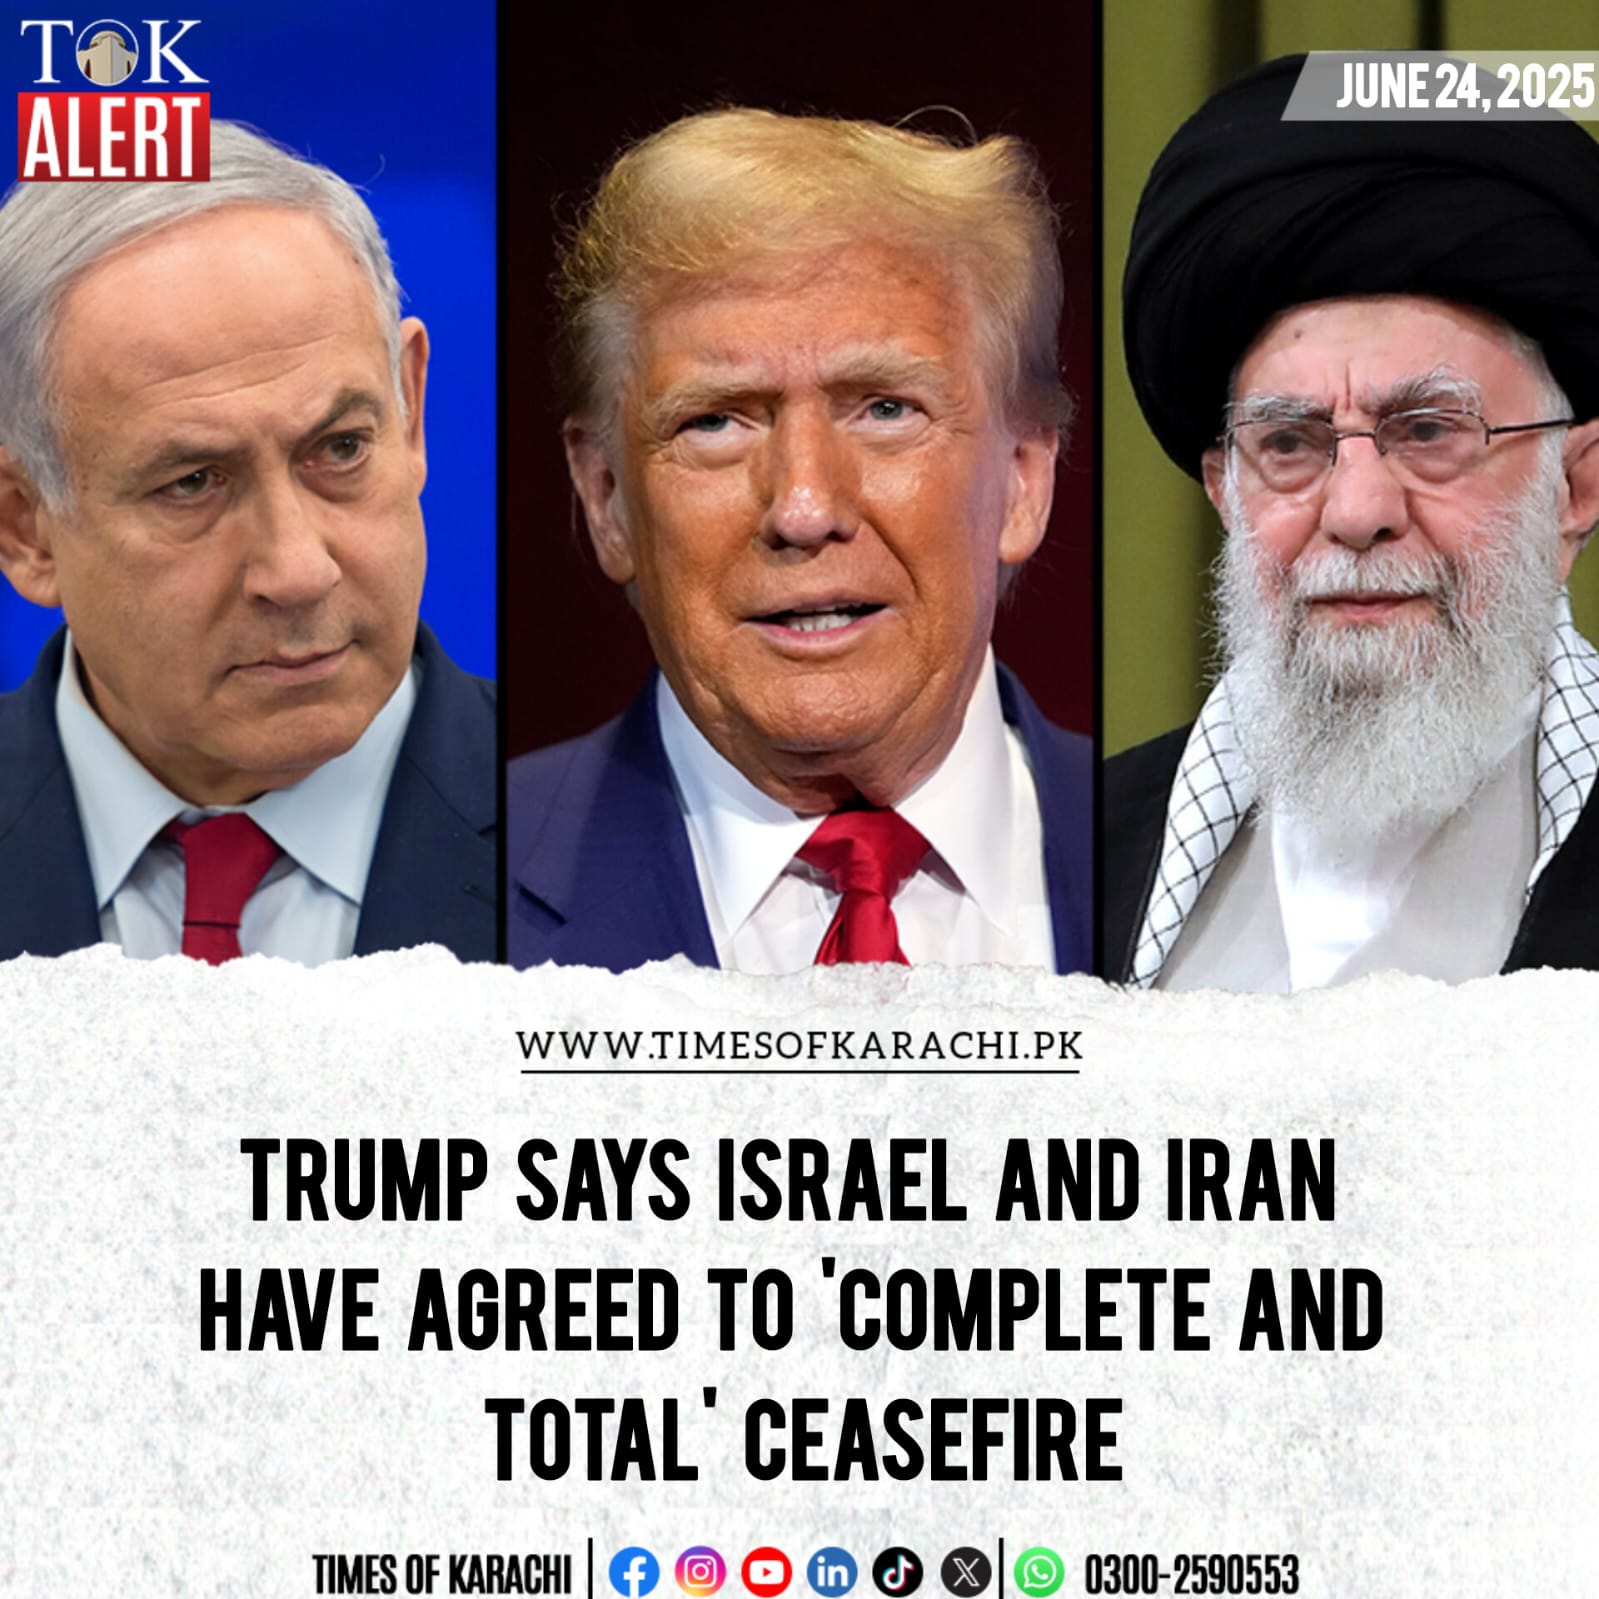 TOK
ALERT
JUNE 24, 2025
WWW.TIMESOFKARACHI.PK
TRUMP SAYS ISRAEL AND IRAN
HAVE AGREED TO 'COMPLETE AND
TOTAL' CEASEFIRE
TIMES OF KARACHI | 0300-2590553